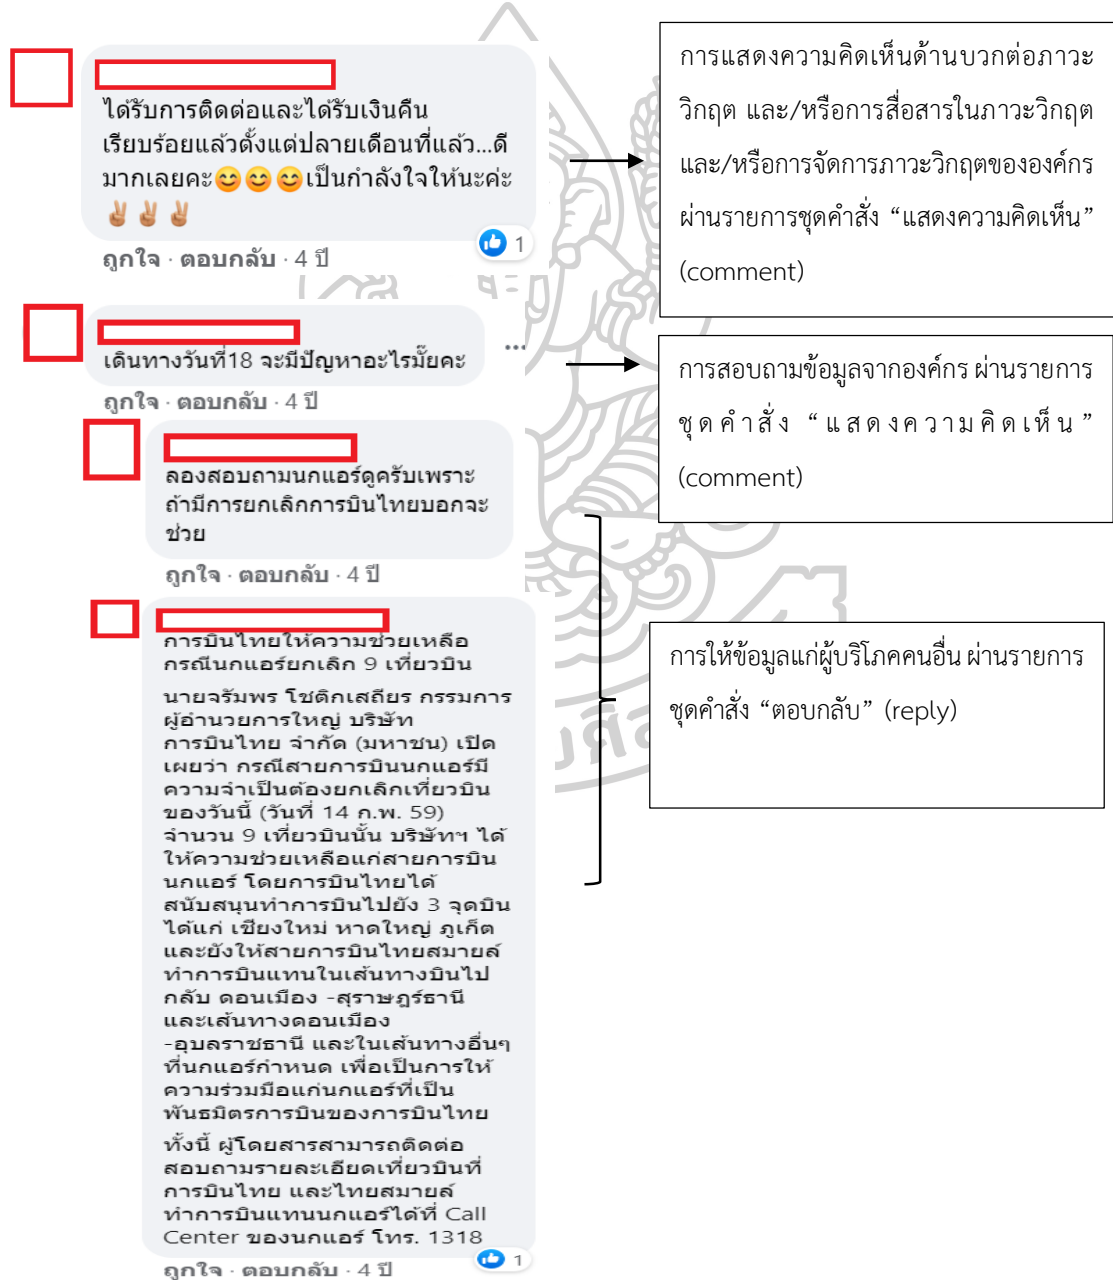 ได้รับการติดต่อและได้รับเงินคืน
เรียบร้อยแล้วตั้งแต่ปลายเดือนที่แล้ว...ดี
มากเลยคะ😊😊😊เป็นกำลังใจให้นะค่ะ
✌🏼✌🏼✌🏼
1
ถูกใจ · ตอบกลับ · 4 ปี
การแสดงความคิดเห็นด้านบวกต่อภาวะ
วิกฤต และ/หรือการสื่อสารในภาวะวิกฤต
และ/หรือการจัดการภาวะวิกฤตขององค์กร
ผ่านรายการชุดคำสั่ง “แสดงความคิดเห็น”
(comment)
เดินทางวันที่18 จะมีปัญหาอะไรมั๊ยคะ
...
ถูกใจ · ตอบกลับ · 4 ปี
การสอบถามข้อมูลจากองค์กร ผ่านรายการ
ชุดคำสั่ง “แสดงความคิดเห็น”
(comment)
ลองสอบถามนกแอร์ดูครับเพราะ
ถ้ามีการยกเลิกการบินไทยบอกจะ
ช่วย
ถูกใจ · ตอบกลับ · 4 ปี
การบินไทยให้ความช่วยเหลือ
กรณีนกแอร์ยกเลิก 9 เที่ยวบิน
นายจรัมพร โชติกเสถียร กรรมการ
ผู้อำนวยการใหญ่ บริษัท
การบินไทย จำกัด (มหาชน) เปิด
เผยว่า กรณีสายการบินนกแอร์มี
ความจำเป็นต้องยกเลิกเที่ยวบิน
ของวันนี้ (วันที่ 14 ก.พ. 59)
จำนวน 9 เที่ยวบินนั้น บริษัทฯ ได้
ให้ความช่วยเหลือแก่สายการบิน
นกแอร์ โดยการบินไทยได้
สนับสนุนทำการบินไปยัง 3 จุดบิน
ได้แก่ เชียงใหม่ หาดใหญ่ ภูเก็ต
และยังให้สายการบินไทยสมายล์
ทำการบินแทนในเส้นทางบินไป
กลับ ดอนเมือง -สุราษฎร์ธานี
และเส้นทางดอนเมือง
-อุบลราชธานี และในเส้นทางอื่นๆ
ที่นกแอร์กำหนด เพื่อเป็นการให้
ความร่วมมือแก่นกแอร์ที่เป็น
พันธมิตรการบินของการบินไทย
ทั้งนี้ ผู้โดยสารสามารถติดต่อ
สอบถามรายละเอียดเที่ยวบินที่
การบินไทย และไทยสมายล์
ทำการบินแทนนกแอร์ได้ที่ Call
Center ของนกแอร์ โทร. 1318
1
ถูกใจ · ตอบกลับ · 4 ปี
การให้ข้อมูลแก่ผู้บริโภคคนอื่น ผ่านรายการ
ชุดคำสั่ง “ตอบกลับ” (reply)